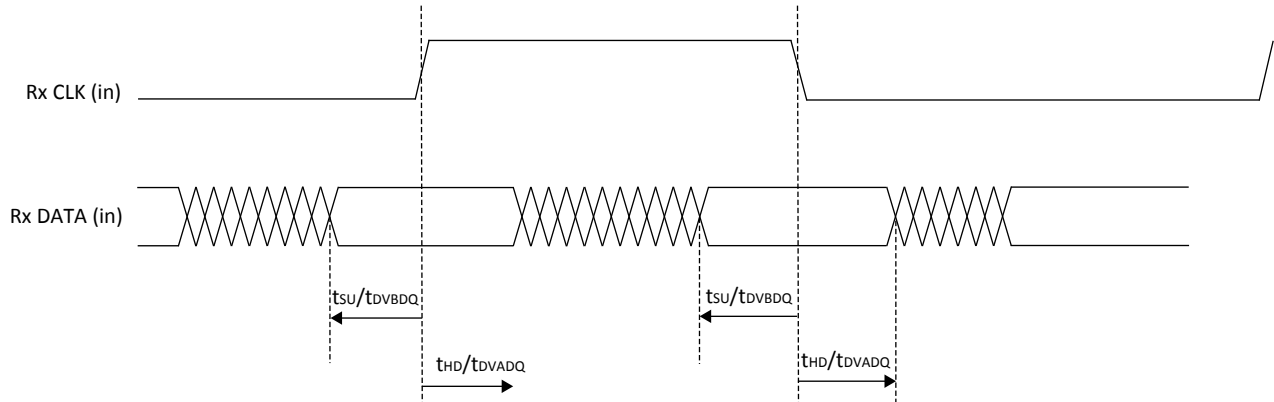 Rx CLK (in)
Rx DATA (in)
tSU/tDVBDQ
tSU/tDVBDQ
tHD/tDVADQ
tHD/tDVADQ